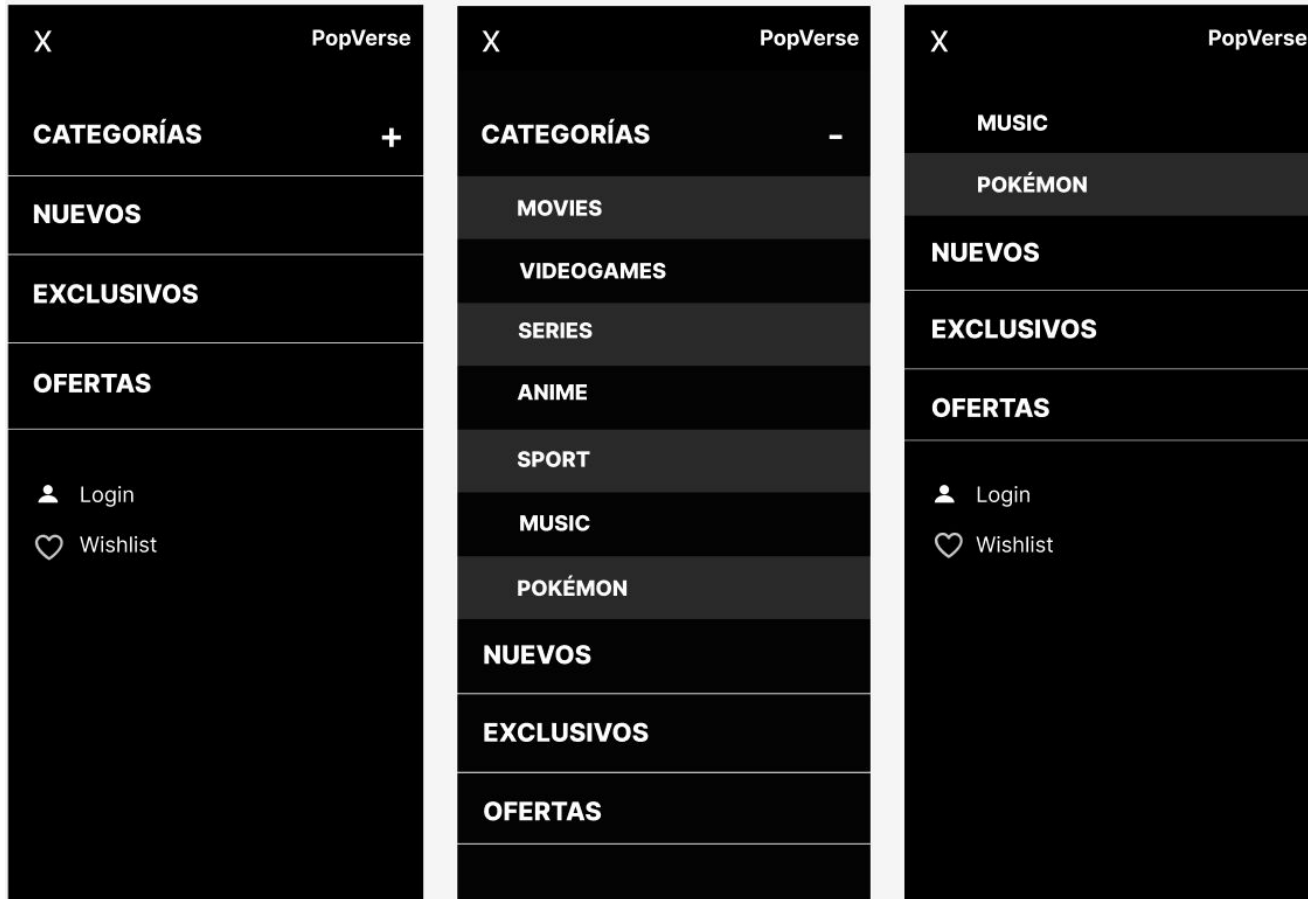 X PopVerse
CATEGORÍAS +
NUEVOS
EXCLUSIVOS
OFERTAS
Login
Wishlist
X PopVerse
CATEGORÍAS -
MOVIES
VIDEOGAMES
SERIES
ANIME
SPORT
MUSIC
POKÉMON
NUEVOS
EXCLUSIVOS
OFERTAS
X PopVerse
MUSIC
POKÉMON
NUEVOS
EXCLUSIVOS
OFERTAS
Login
Wishlist